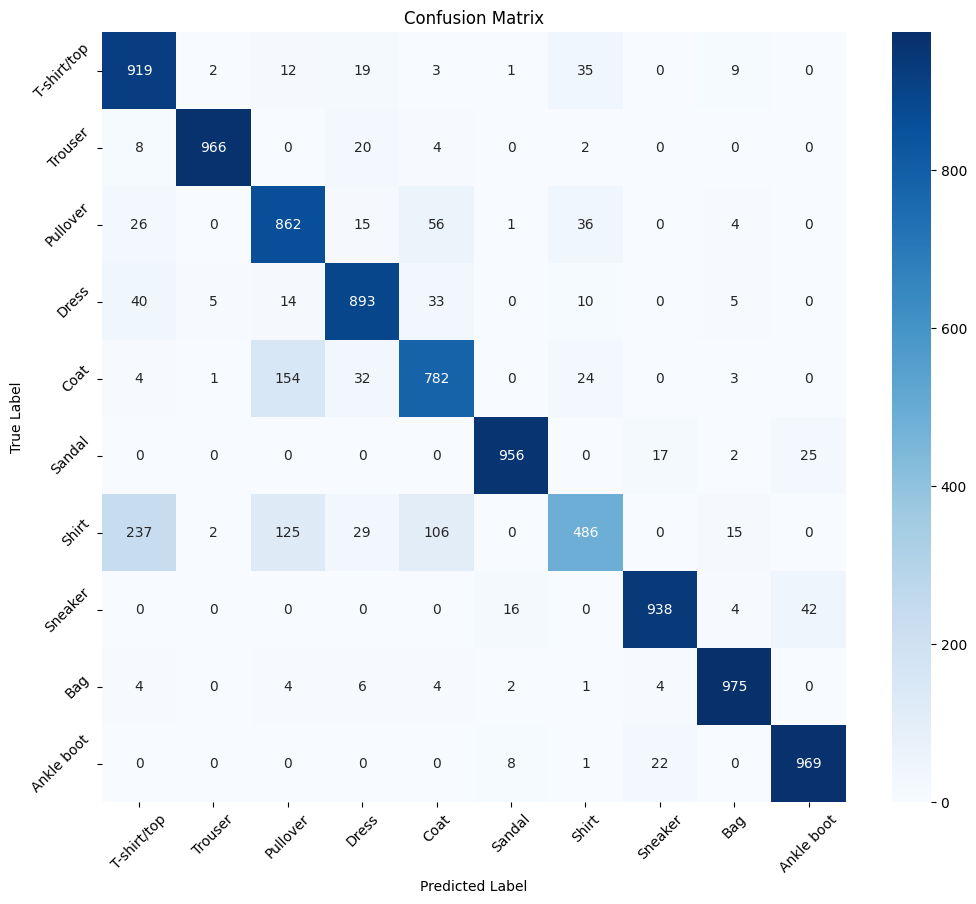 Confusion Matrix
T-shirt/top 919 2 12 19 3 1 35 0 9 0
Trouser 8 966 0 20 4 0 2 0 0 0
Pullover 26 0 862 15 56 1 36 0 4 0
Dress 40 5 14 893 33 0 10 0 5 0
Coat 4 1 154 32 782 0 24 0 3 0
Sandal 0 0 0 0 0 956 0 17 2 25
Shirt 237 2 125 29 106 0 486 0 15 0
Sneaker 0 0 0 0 0 16 0 938 4 42
Bag 4 0 4 6 4 2 1 4 975 0
Ankle boot 0 0 0 0 0 8 1 22 0 969
T-shirt/top Trouser Pullover Dress Coat Sandal Shirt Sneaker Bag Ankle boot
Predicted Label
True Label
800
600
400
200
0